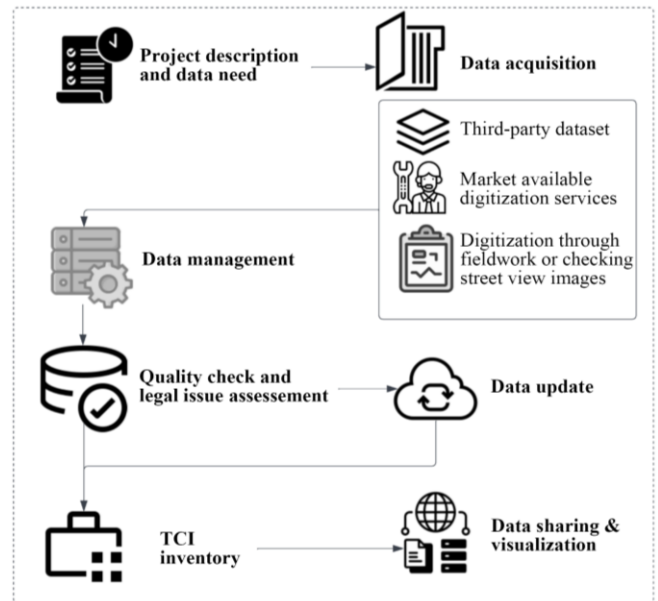 Project description
and data need
Data acquisition
Third-party dataset
Market available
digitization services
Digitization through
fieldwork or checking
street view images
Data management
Quality check and
legal issue assessement
Data update
TCI
inventory
Data sharing &
visualization